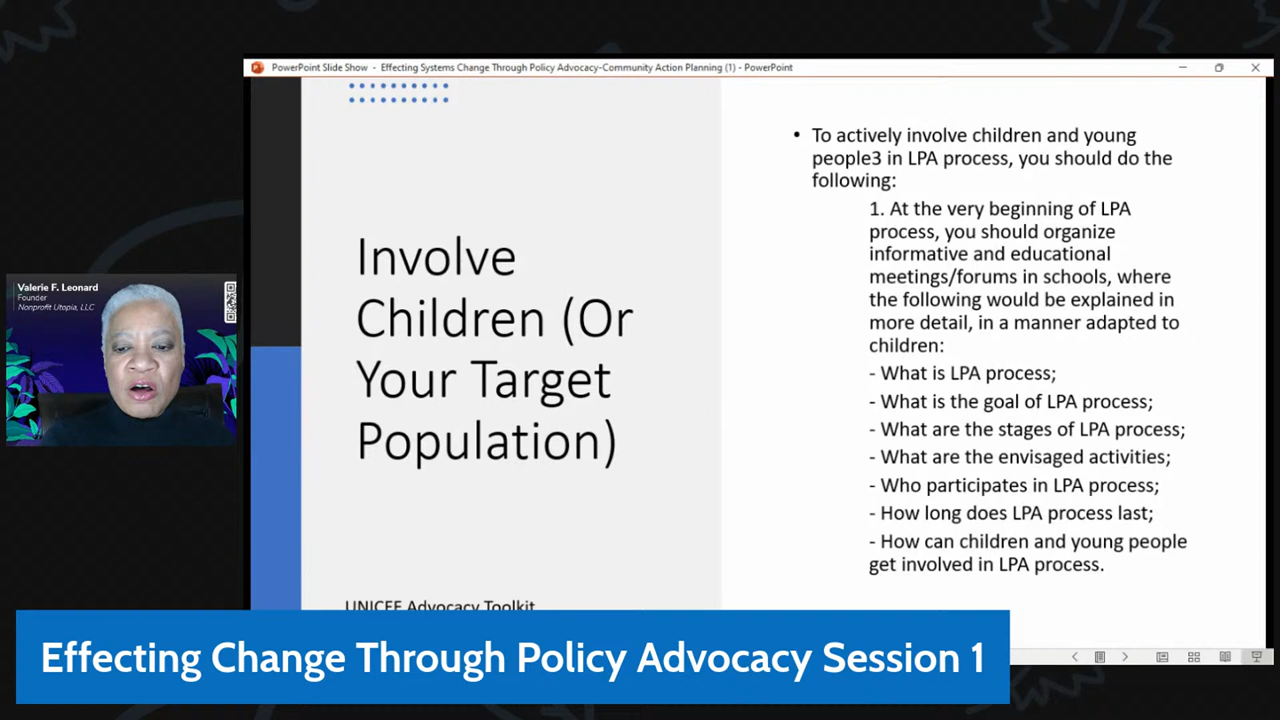 PowerPoint Slide Show - Effecting Systems Change Through Policy Advocacy-Community Action Planning (1) - PowerPoint
Valerie F. Leonard
Founder
Nonprofit Utopia, LLC
Involve
Children (Or
Your Target
Population)
UNICEF Advocacy Toolkit
• To actively involve children and young
people3 in LPA process, you should do the
following:
1. At the very beginning of LPA
process, you should organize
informative and educational
meetings/forums in schools, where
the following would be explained in
more detail, in a manner adapted to
children:
- What is LPA process;
- What is the goal of LPA process;
- What are the stages of LPA process;
- What are the envisaged activities;
- Who participates in LPA process;
- How long does LPA process last;
- How can children and young people
get involved in LPA process.
Effecting Change Through Policy Advocacy Session 1